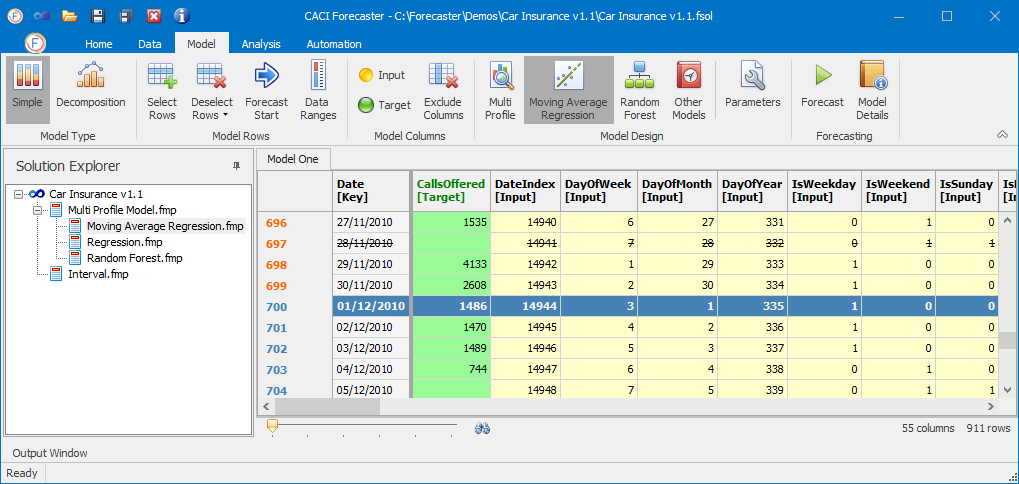 CACI Forecaster - C:\Forecaster\Demos\Car Insurance v1.1\Car Insurance v1.1.fsol
Home Data Model Analysis Automation
Simple Decomposition Select Rows Deselect Rows Forecast Start Data Ranges Input Target Exclude Columns Multi Profile Moving Average Regression Random Forest Other Models Parameters Forecast Model Details
Model Type Model Rows Model Columns Model Design Forecasting
Solution Explorer
Car Insurance v1.1
Multi Profile Model.fmp
Moving Average Regression.fmp
Regression.fmp
Random Forest.fmp
Interval.fmp
Model One
Date CallsOffered DateIndex DayOfWeek DayOfMonth DayOfYear IsWeekday IsWeekend IsSunday
[Key] [Target] [Input] [Input] [Input] [Input] [Input] [Input] [Input]
696 27/11/2010 1535 14940 6 27 331 0 1 0
697 28/11/2010 14941 7 28 332 0 1 1
698 29/11/2010 4133 14942 1 29 333 1 0 0
699 30/11/2010 2608 14943 2 30 334 1 0 0
700 01/12/2010 1486 14944 3 1 335 1 0 0
701 02/12/2010 1470 14945 4 2 336 1 0 0
702 03/12/2010 1489 14946 5 3 337 1 0 0
703 04/12/2010 744 14947 6 4 338 0 1 0
704 05/12/2010 14948 7 5 339 0 1 1
55 columns 911 rows
Output Window
Ready